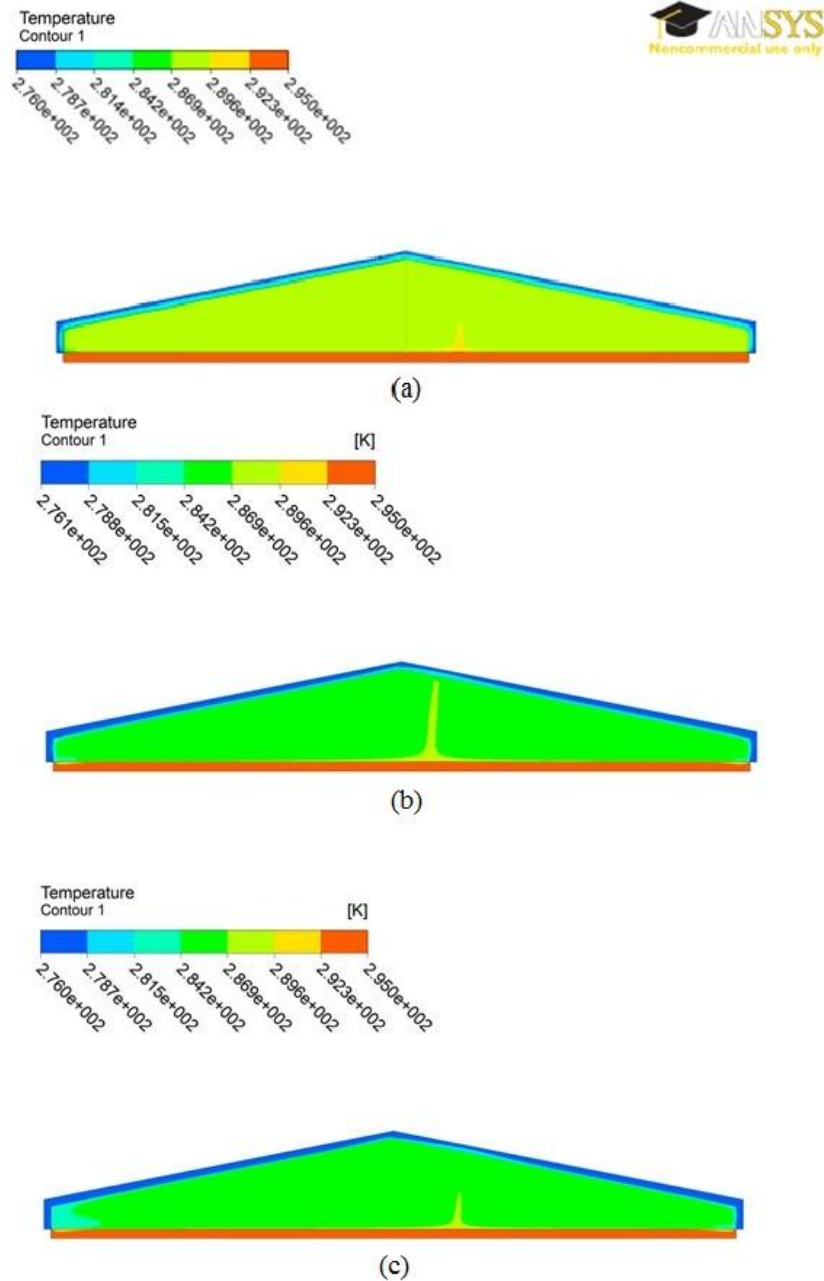 Temperature
Contour 1
ANSYS
Noncommercial use only
2.760e+002
2.787e+002
2.814e+002
2.842e+002
2.869e+002
2.896e+002
2.923e+002
2.950e+002
(a)
Temperature
Contour 1 [K]
2.761e+002
2.788e+002
2.815e+002
2.842e+002
2.869e+002
2.896e+002
2.923e+002
2.950e+002
(b)
Temperature
Contour 1 [K]
2.760e+002
2.787e+002
2.815e+002
2.842e+002
2.869e+002
2.896e+002
2.923e+002
2.950e+002
(c)